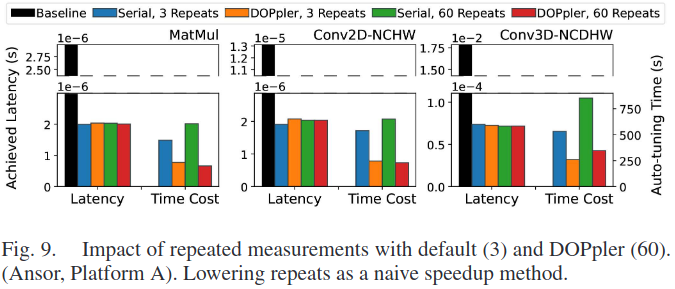 Baseline Serial, 3 Repeats DOPpler, 3 Repeats Serial, 60 Repeats DOPpler, 60 Repeats
1e−6 MatMul 1e−5 Conv2D-NCHW 1e−2 Conv3D-NCDHW
2.75 1.3 1.75
1.2
2.50 1.1 1.50
1e−6 1e−6 1e−4
Achieved Latency (s)
2 2 1.0 750
1 1 0.5 500
250
0 0 0.0 0
Auto-tuning Time (s)
Latency Time Cost Latency Time Cost Latency Time Cost
Fig. 9. Impact of repeated measurements with default (3) and DOPpler (60).
(Ansor, Platform A). Lowering repeats as a naive speedup method.